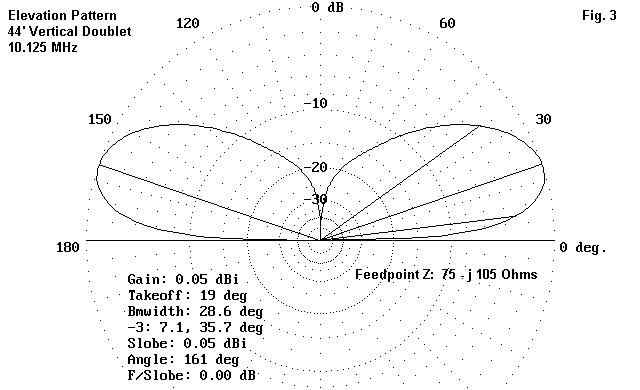 Elevation Pattern
44' Vertical Doublet
10.125 MHz
0 dB
Fig. 3
120
60
-10
150
30
-20
-30
180
0 deg.
Feedpoint Z: 75 - j 105 Ohms
Gain: 0.05 dBi
Takeoff: 19 deg
Bmwidth: 28.6 deg
-3: 7.1, 35.7 deg
Slobe: 0.05 dBi
Angle: 161 deg
F/Slobe: 0.00 dB